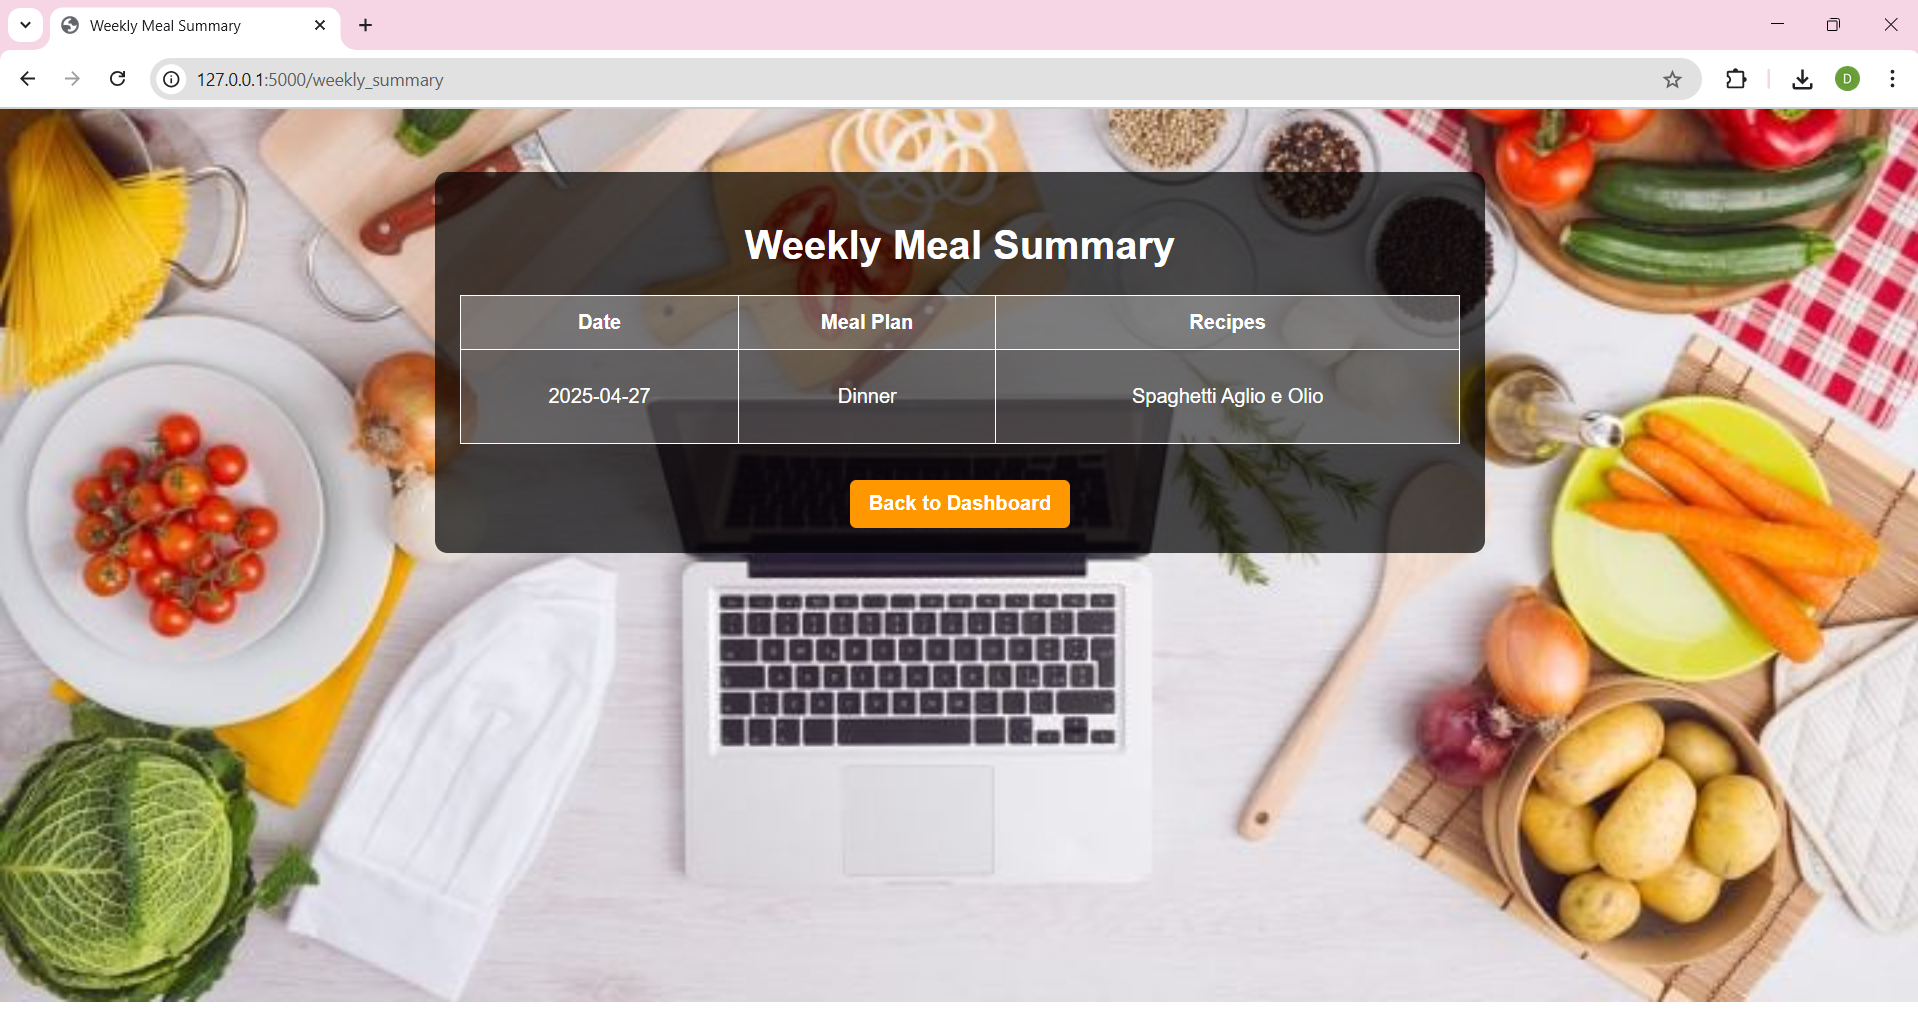 Weekly Meal Summary
127.0.0.1:5000/weekly_summary
D
Weekly Meal Summary
Date Meal Plan Recipes
2025-04-27 Dinner Spaghetti Aglio e Olio
Back to Dashboard